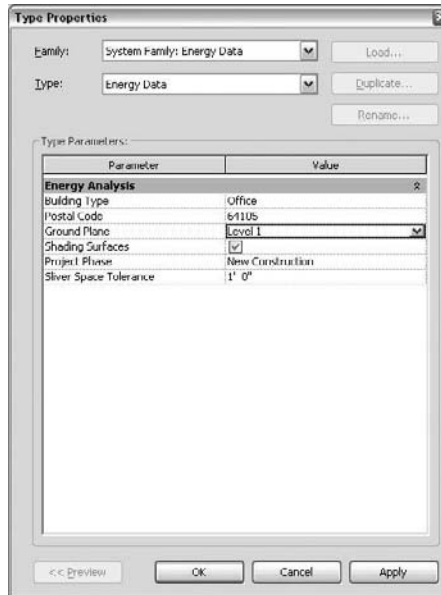 Type Properties
Family: System Family: Energy Data Load...
Type: Energy Data Duplicate...
Rename...
Type Parameters:
Parameter Value
Energy Analysis
Building Type Office
Postal Code 64105
Ground Plane Level 1
Shading Surfaces
Project Phase New Construction
Sliver Space Tolerance 1' 0"
<< Preview OK Cancel Apply